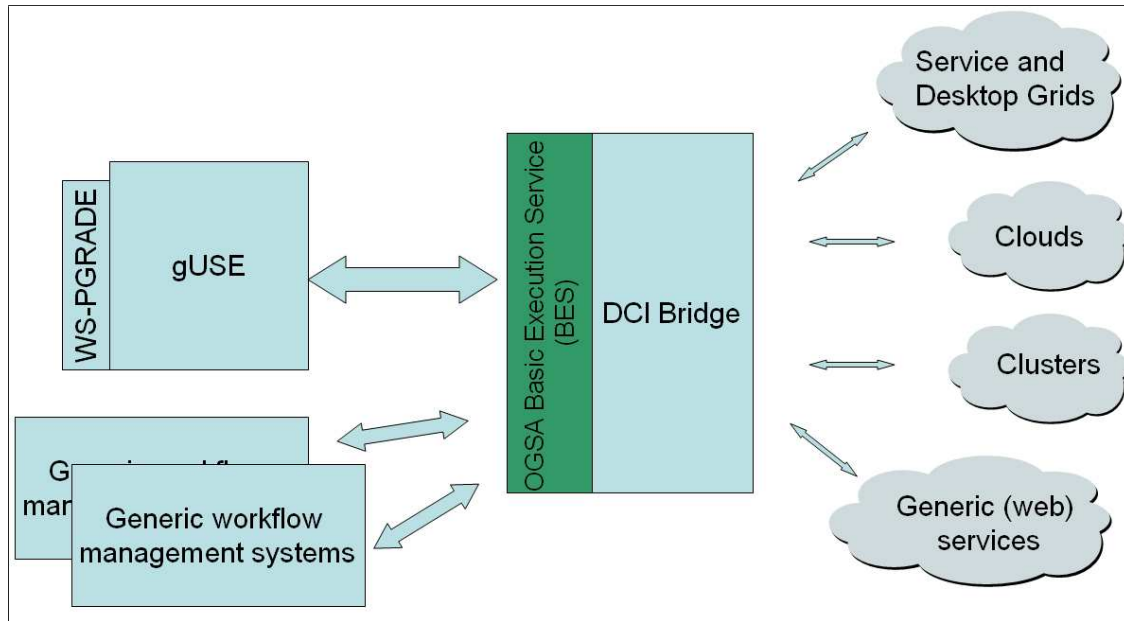 WS-PGRADE
gUSE
Generic workflow
management systems
OGSA Basic Execution Service
(BES)
DCI Bridge
Service and
Desktop Grids
Clouds
Clusters
Generic (web)
services